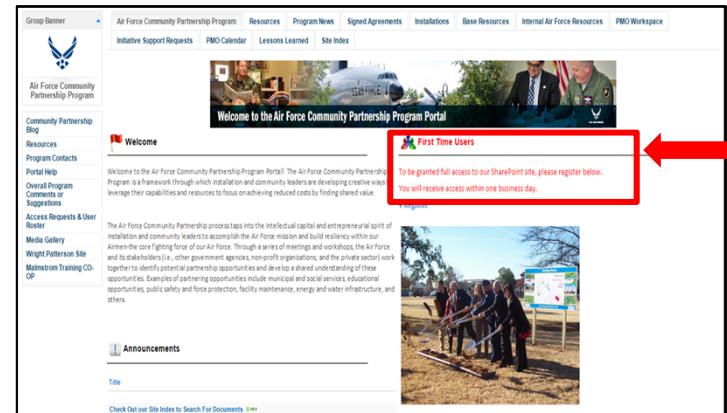 Group Banner
Air Force Community Partnership Program
Resources
Program News
Signed Agreements
Installations
Base Resources
Internal Air Force Resources
PMO Workspace
Initiative Support Requests
PMO Calendar
Lessons Learned
Site Index
Air Force Community
Partnership Program
Welcome to the Air Force Community Partnership Program Portal
Community Partnership
Blog
Resources
Program Contacts
Portal Help
Overall Program
Comments or
Suggestions
Access Requests & User
Roster
Media Gallery
Wright Patterson Site
Malmstrom Training CO-
OP
Welcome
Welcome to the Air Force Community Partnership Program Portal! The Air Force Community Partnership
Program is a framework through which installation and community leaders are developing creative ways
leverage their capabilities and resources to focus on achieving reduced costs by finding shared value.
The Air Force Community Partnership process taps into the intellectual capital and entrepreneurial spirit of
installation and community leaders to accomplish the Air Force mission and build resiliency within our
Airmen-the core fighting force of our Air Force. Through a series of meetings and workshops, the Air Force
and its stakeholders (i.e., other government agencies, non-profit organizations, and the private sector) work
together to identify potential partnership opportunities and develop a shared understanding of these
opportunities. Examples of partnering opportunities include municipal and social services, educational
opportunities, public safety and force protection, facility maintenance, energy and water infrastructure, and
others.
Announcements
Title
Check Out our Site Index to Search For Documents NEW
First Time Users
To be granted full access to our SharePoint site, please register below.
You will receive access within one business day.
Register